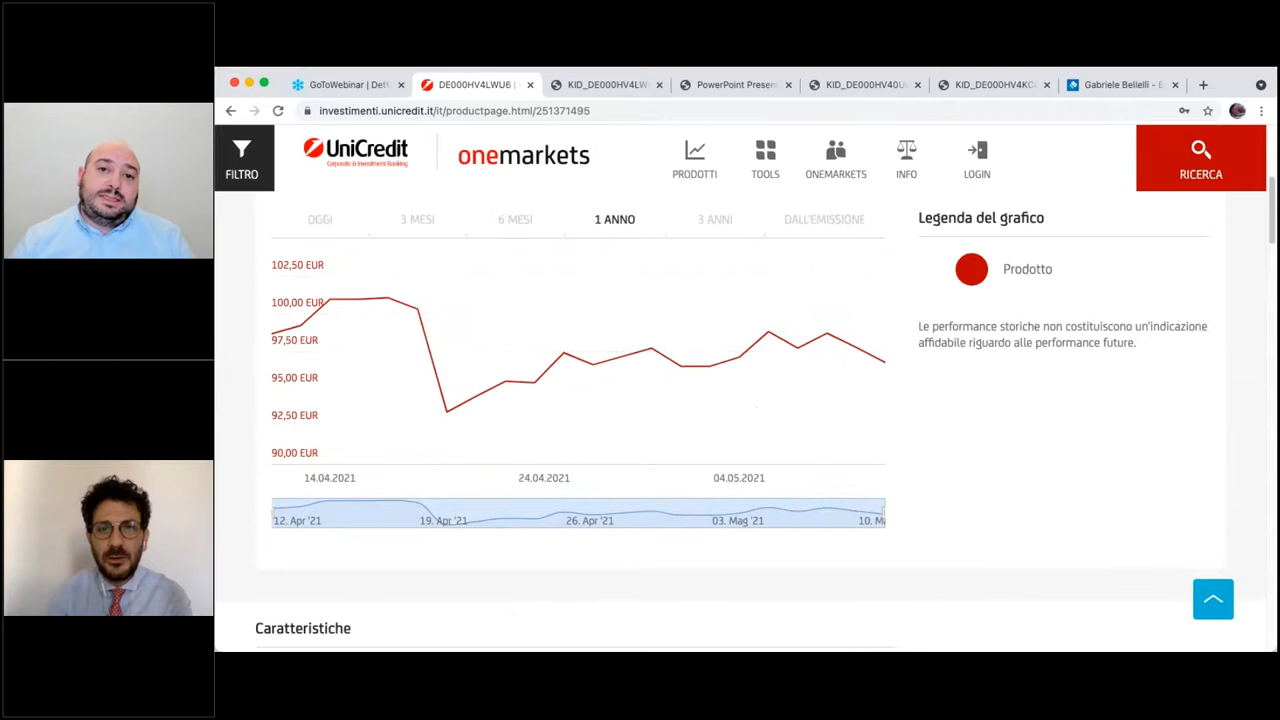 GoToWebinar | Dett
DE000HV4LWU6 |
KID_DE000HV4LW
PowerPoint Presen
KID_DE000HV40U
KID_DE000HV4KC
Gabriele Bellelli - B
investimenti.unicredit.it/it/productpage.html/251371495
FILTRO
UniCredit
Corporate & Investment Banking
onemarkets
PRODOTTI
TOOLS
ONEMARKETS
INFO
LOGIN
RICERCA
OGGI
3 MESI
6 MESI
1 ANNO
3 ANNI
DALL'EMISSIONE
Legenda del grafico
Prodotto
Le performance storiche non costituiscono un'indicazione
affidabile riguardo alle performance future.
102,50 EUR
100,00 EUR
97,50 EUR
95,00 EUR
92,50 EUR
90,00 EUR
14.04.2021
24.04.2021
04.05.2021
12. Apr '21
19. Apr '21
26. Apr '21
03. Mag '21
10. Ma
Caratteristiche